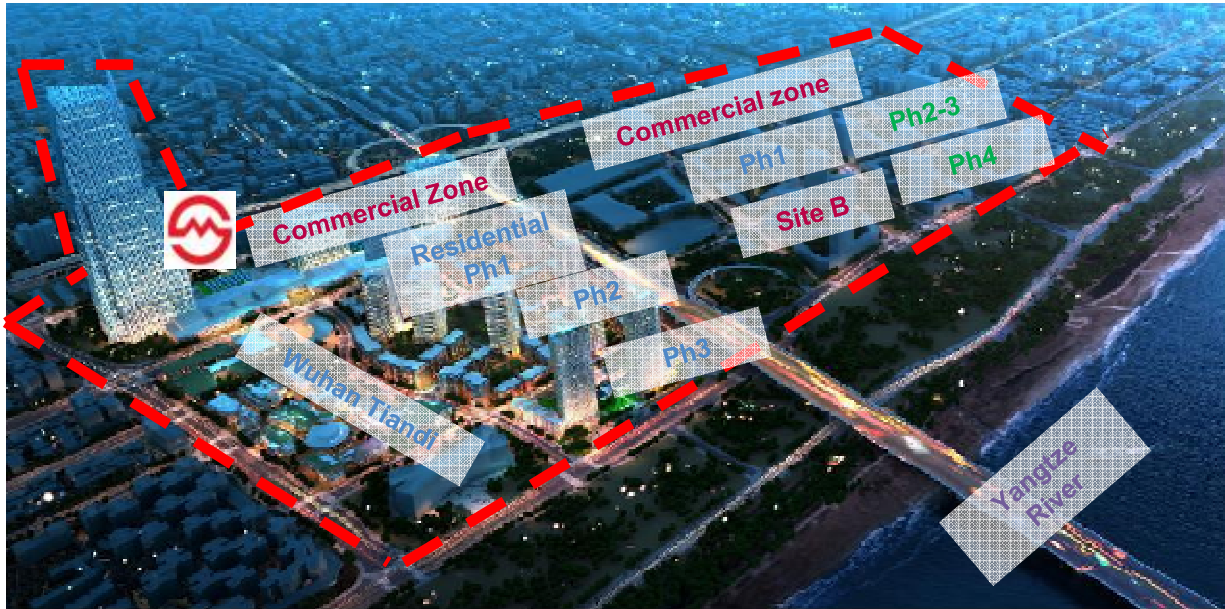 Commercial zone
Ph2-3
Ph1
Ph4
Commercial Zone
Site B
Residential
Ph1
Ph2
Ph3
Wuhan Tiandi
Yangtze
River